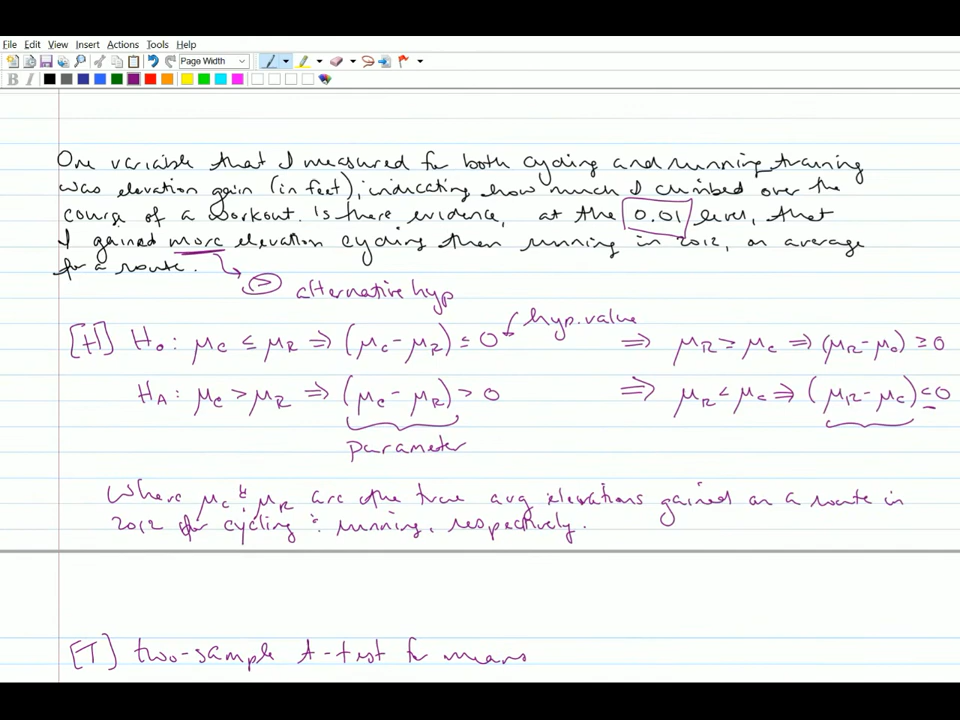 File Edit View Insert Actions Tools Help
Page Width
B I
One variable that I measured for both cycling and running training
was elevation gain (in feet), indicating how much I climbed over the
course of a workout. Is there evidence, at the 0.01 level, that
I gained more elevation cycling then running in 2012, on average
for a route.
> alternative hyp
hyp. value
[H] H₀: μC ≤ μR ⇒ (μC - μR) ≤ 0 ⇒ μR ≥ μC ⇒ (μR - μ₀) ≥ 0
HA: μC > μR ⇒ (μC - μR) > 0 ⇒ μR < μC ⇒ (μR - μC) < 0
parameter
Where μC & μR are the true avg elevations gained on a route in
2012 for cycling & running, respectively.
[T] two-sample t-test for means